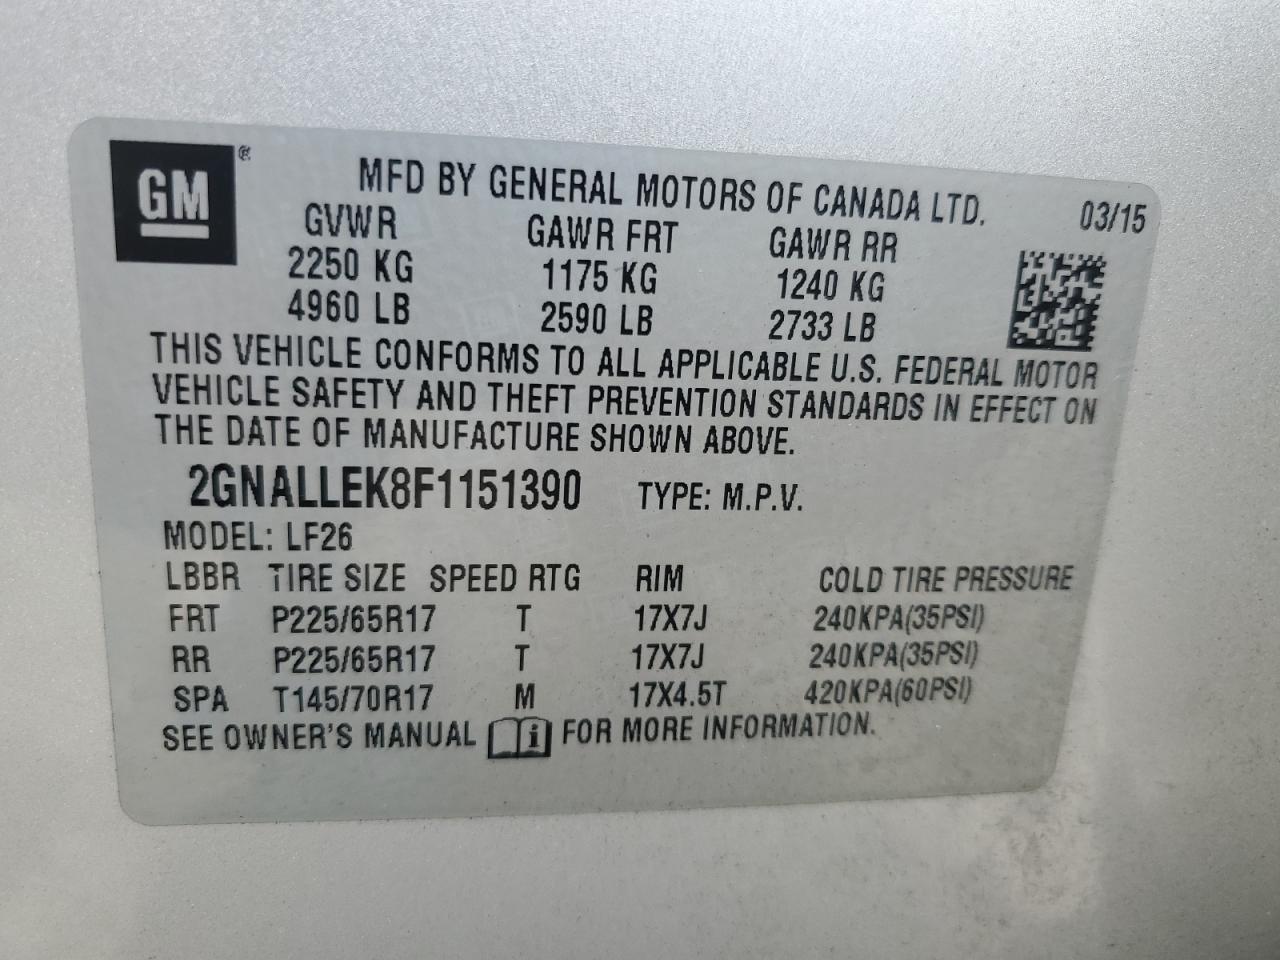 GM ®
MFD BY GENERAL MOTORS OF CANADA LTD. 03/15
GVWR GAWR FRT GAWR RR
2250 KG 1175 KG 1240 KG
4960 LB 2590 LB 2733 LB
THIS VEHICLE CONFORMS TO ALL APPLICABLE U.S. FEDERAL MOTOR
VEHICLE SAFETY AND THEFT PREVENTION STANDARDS IN EFFECT ON
THE DATE OF MANUFACTURE SHOWN ABOVE.
2GNALLEK8F1151390 TYPE: M.P.V.
MODEL: LF26
LBBR TIRE SIZE SPEED RTG RIM COLD TIRE PRESSURE
FRT P225/65R17 T 17X7J 240KPA(35PSI)
RR P225/65R17 T 17X7J 240KPA(35PSI)
SPA T145/70R17 M 17X4.5T 420KPA(60PSI)
SEE OWNER'S MANUAL i FOR MORE INFORMATION.